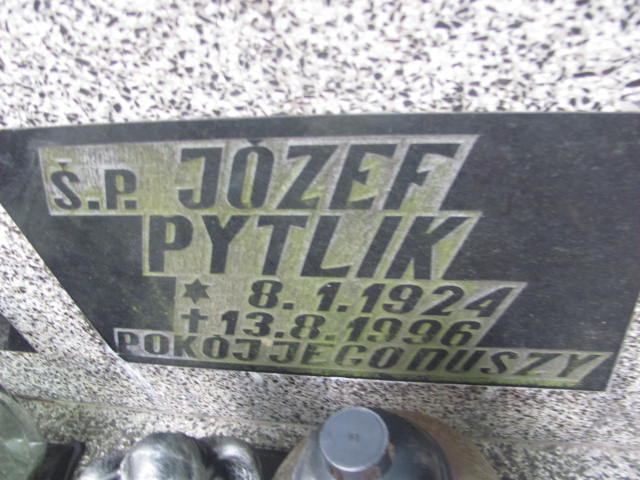 Ś.P. JÓZEF
PYTLIK
✶ 8.1.1924
✝ 13.8.1996
POKÓJ JEGO DUSZY